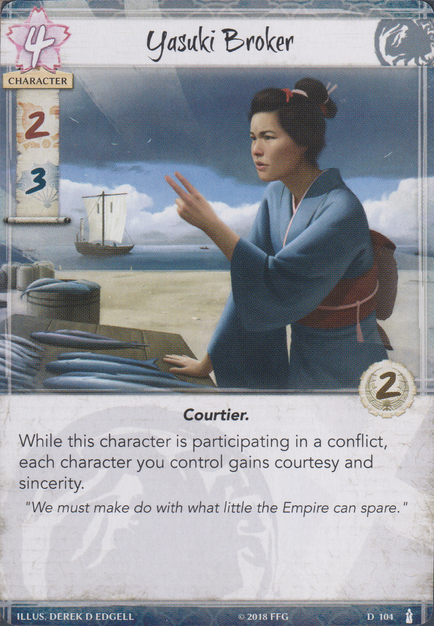 4
Yasuki Broker
CHARACTER
2
3
2
Courtier.
While this character is participating in a conflict,
each character you control gains courtesy and
sincerity.
"We must make do with what little the Empire can spare."
ILLUS. DEREK D EDGELL © 2018 FFG D 104